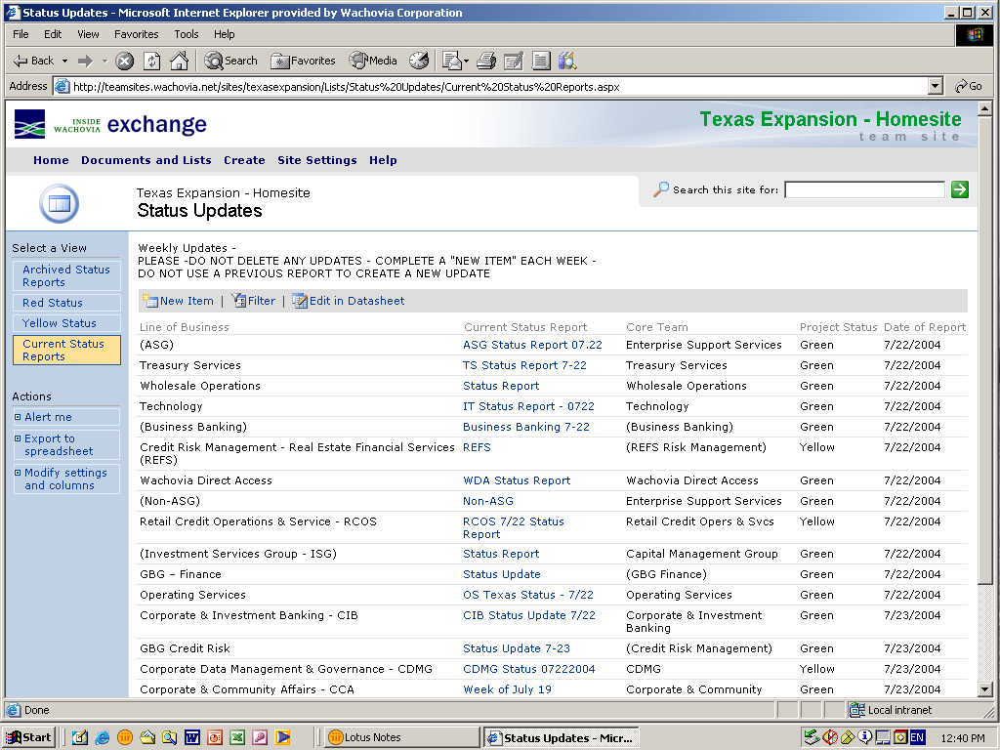 Status Updates - Microsoft Internet Explorer provided by Wachovia Corporation
File Edit View Favorites Tools Help
Back Search Favorites Media
Address http://teamsites.wachovia.net/sites/texasexpansion/Lists/Status%20Updates/Current%20Status%20Reports.aspx Go
INSIDE WACHOVIA exchange
Texas Expansion - Homesite
team site
Home Documents and Lists Create Site Settings Help
Texas Expansion - Homesite
Status Updates
Search this site for:
Select a View
Archived Status
Reports
Red Status
Yellow Status
Current Status
Reports
Actions
Alert me
Export to
spreadsheet
Modify settings
and columns
Weekly Updates -
PLEASE -DO NOT DELETE ANY UPDATES - COMPLETE A "NEW ITEM" EACH WEEK -
DO NOT USE A PREVIOUS REPORT TO CREATE A NEW UPDATE
New Item | Filter | Edit in Datasheet
Line of Business Current Status Report Core Team Project Status Date of Report
(ASG) ASG Status Report 07.22 Enterprise Support Services Green 7/22/2004
Treasury Services TS Status Report 7-22 Treasury Services Green 7/22/2004
Wholesale Operations Status Report Wholesale Operations Green 7/22/2004
Technology IT Status Report - 0722 Technology Green 7/22/2004
(Business Banking) Business Banking 7-22 (Business Banking) Green 7/22/2004
Credit Risk Management - Real Estate Financial Services REFS (REFS Risk Management) Yellow 7/22/2004
(REFS)
Wachovia Direct Access WDA Status Report Wachovia Direct Access Green 7/22/2004
(Non-ASG) Non-ASG Enterprise Support Services Green 7/22/2004
Retail Credit Operations & Service - RCOS RCOS 7/22 Status Retail Credit Opers & Svcs Yellow 7/22/2004
Report
(Investment Services Group - ISG) Status Report Capital Management Group Green 7/22/2004
GBG – Finance Status Update (GBG Finance) Green 7/22/2004
Operating Services OS Texas Status - 7/22 Operating Services Green 7/22/2004
Corporate & Investment Banking - CIB CIB Status Update 7/22 Corporate & Investment Green 7/23/2004
Banking
GBG Credit Risk Status Update 7-23 (Credit Risk Management) Green 7/23/2004
Corporate Data Management & Governance - CDMG CDMG Status 07222004 CDMG Yellow 7/23/2004
Corporate & Community Affairs - CCA Week of July 19 Corporate & Community Green 7/23/2004
Done Local intranet
Start Lotus Notes Status Updates - Micr... EN 12:40 PM